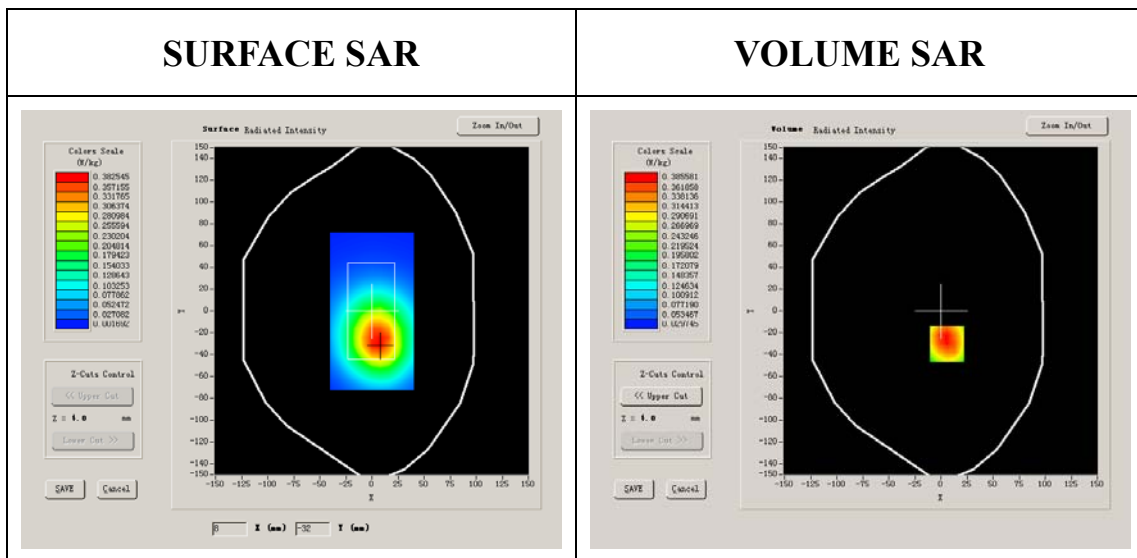 SURFACE SAR
Surface Radiated Intensity
Zoom In/Out
Colors Scale
(W/kg)
0.382545
0.357155
0.331765
0.306374
0.280984
0.255594
0.230204
0.204814
0.179423
0.154033
0.128643
0.103253
0.077862
0.052472
0.027082
0.001692
150
140
120
100
80
60
40
20
0
-20
-40
-60
-80
-100
-120
-140
-150
Y
-150 -125 -100 -75 -50 -25 0 25 50 75 100 125 150
X
Z-Cuts Control
<< Upper Cut
Z = 4.0 mm
Lower Cut >>
SAVE Cancel
8 X (mm) -32 Y (mm)
VOLUME SAR
Volume Radiated Intensity
Zoom In/Out
Colors Scale
(W/kg)
0.385581
0.361858
0.338136
0.314413
0.290691
0.266969
0.243246
0.219524
0.195802
0.172079
0.148357
0.124634
0.100912
0.077190
0.053467
0.029745
150
140
120
100
80
60
40
20
0
-20
-40
-60
-80
-100
-120
-140
-150
Y
-150 -125 -100 -75 -50 -25 0 25 50 75 100 125 150
X
Z-Cuts Control
<< Upper Cut
Z = 4.0 mm
Lower Cut >>
SAVE Cancel